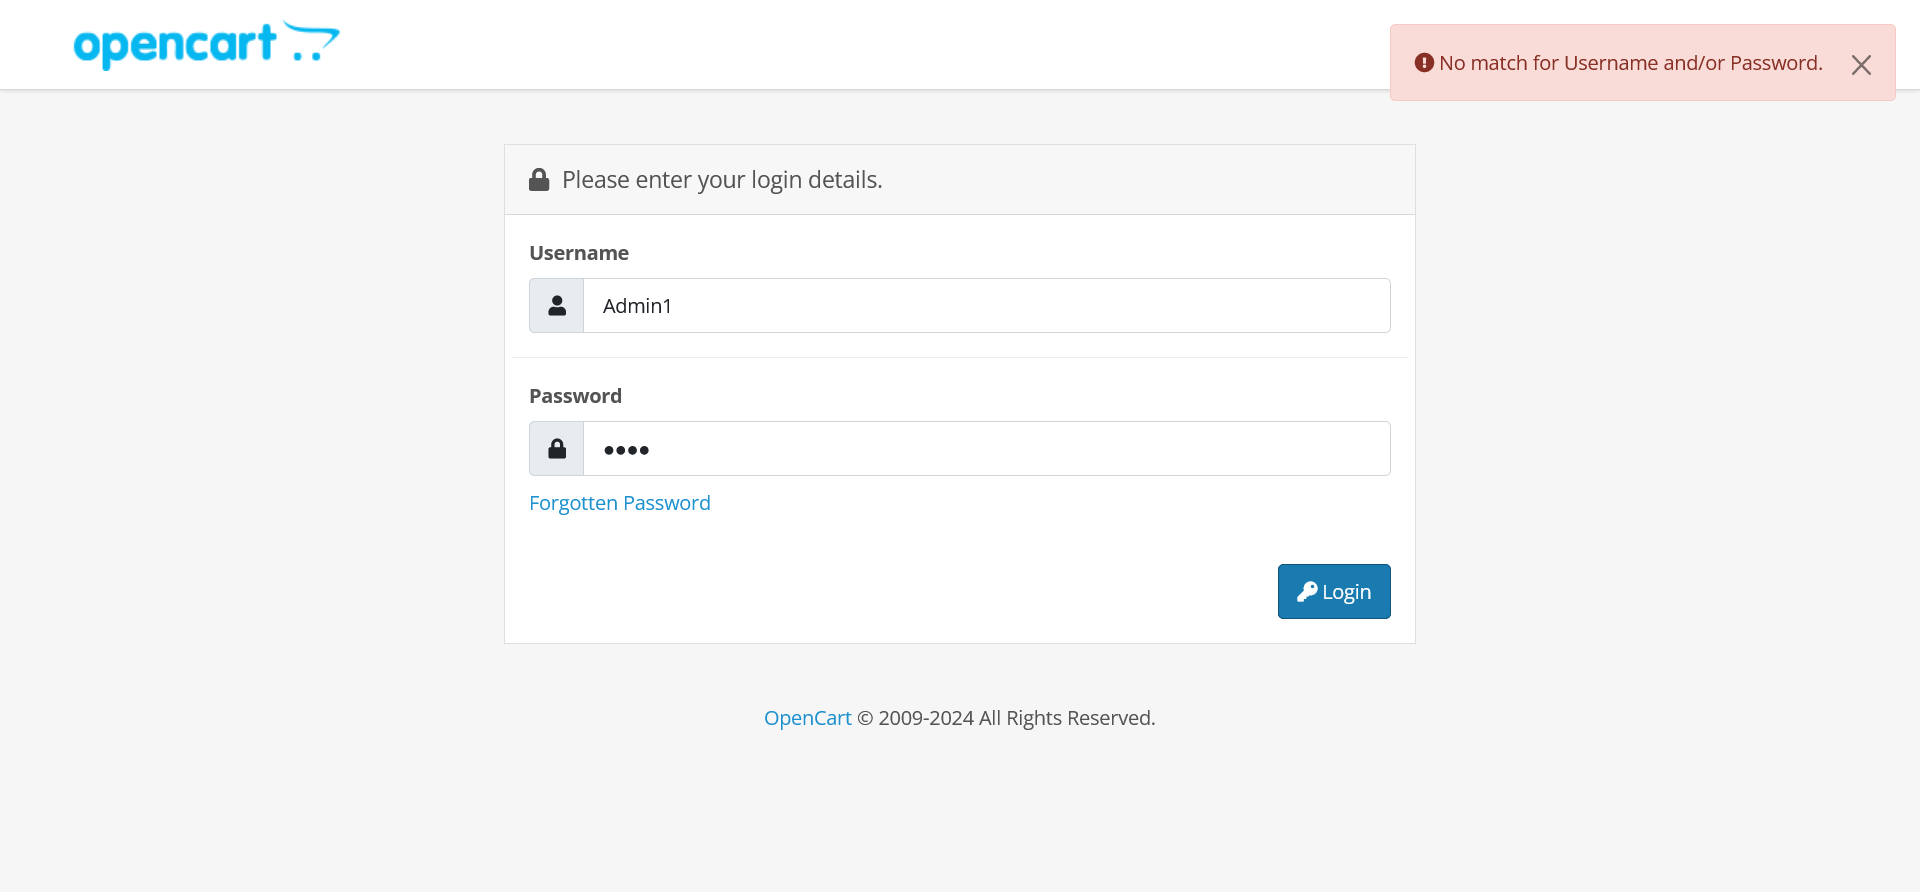 opencart
No match for Username and/or Password.
Please enter your login details.
Username
Admin1
Password
••••
Forgotten Password
Login
OpenCart © 2009-2024 All Rights Reserved.